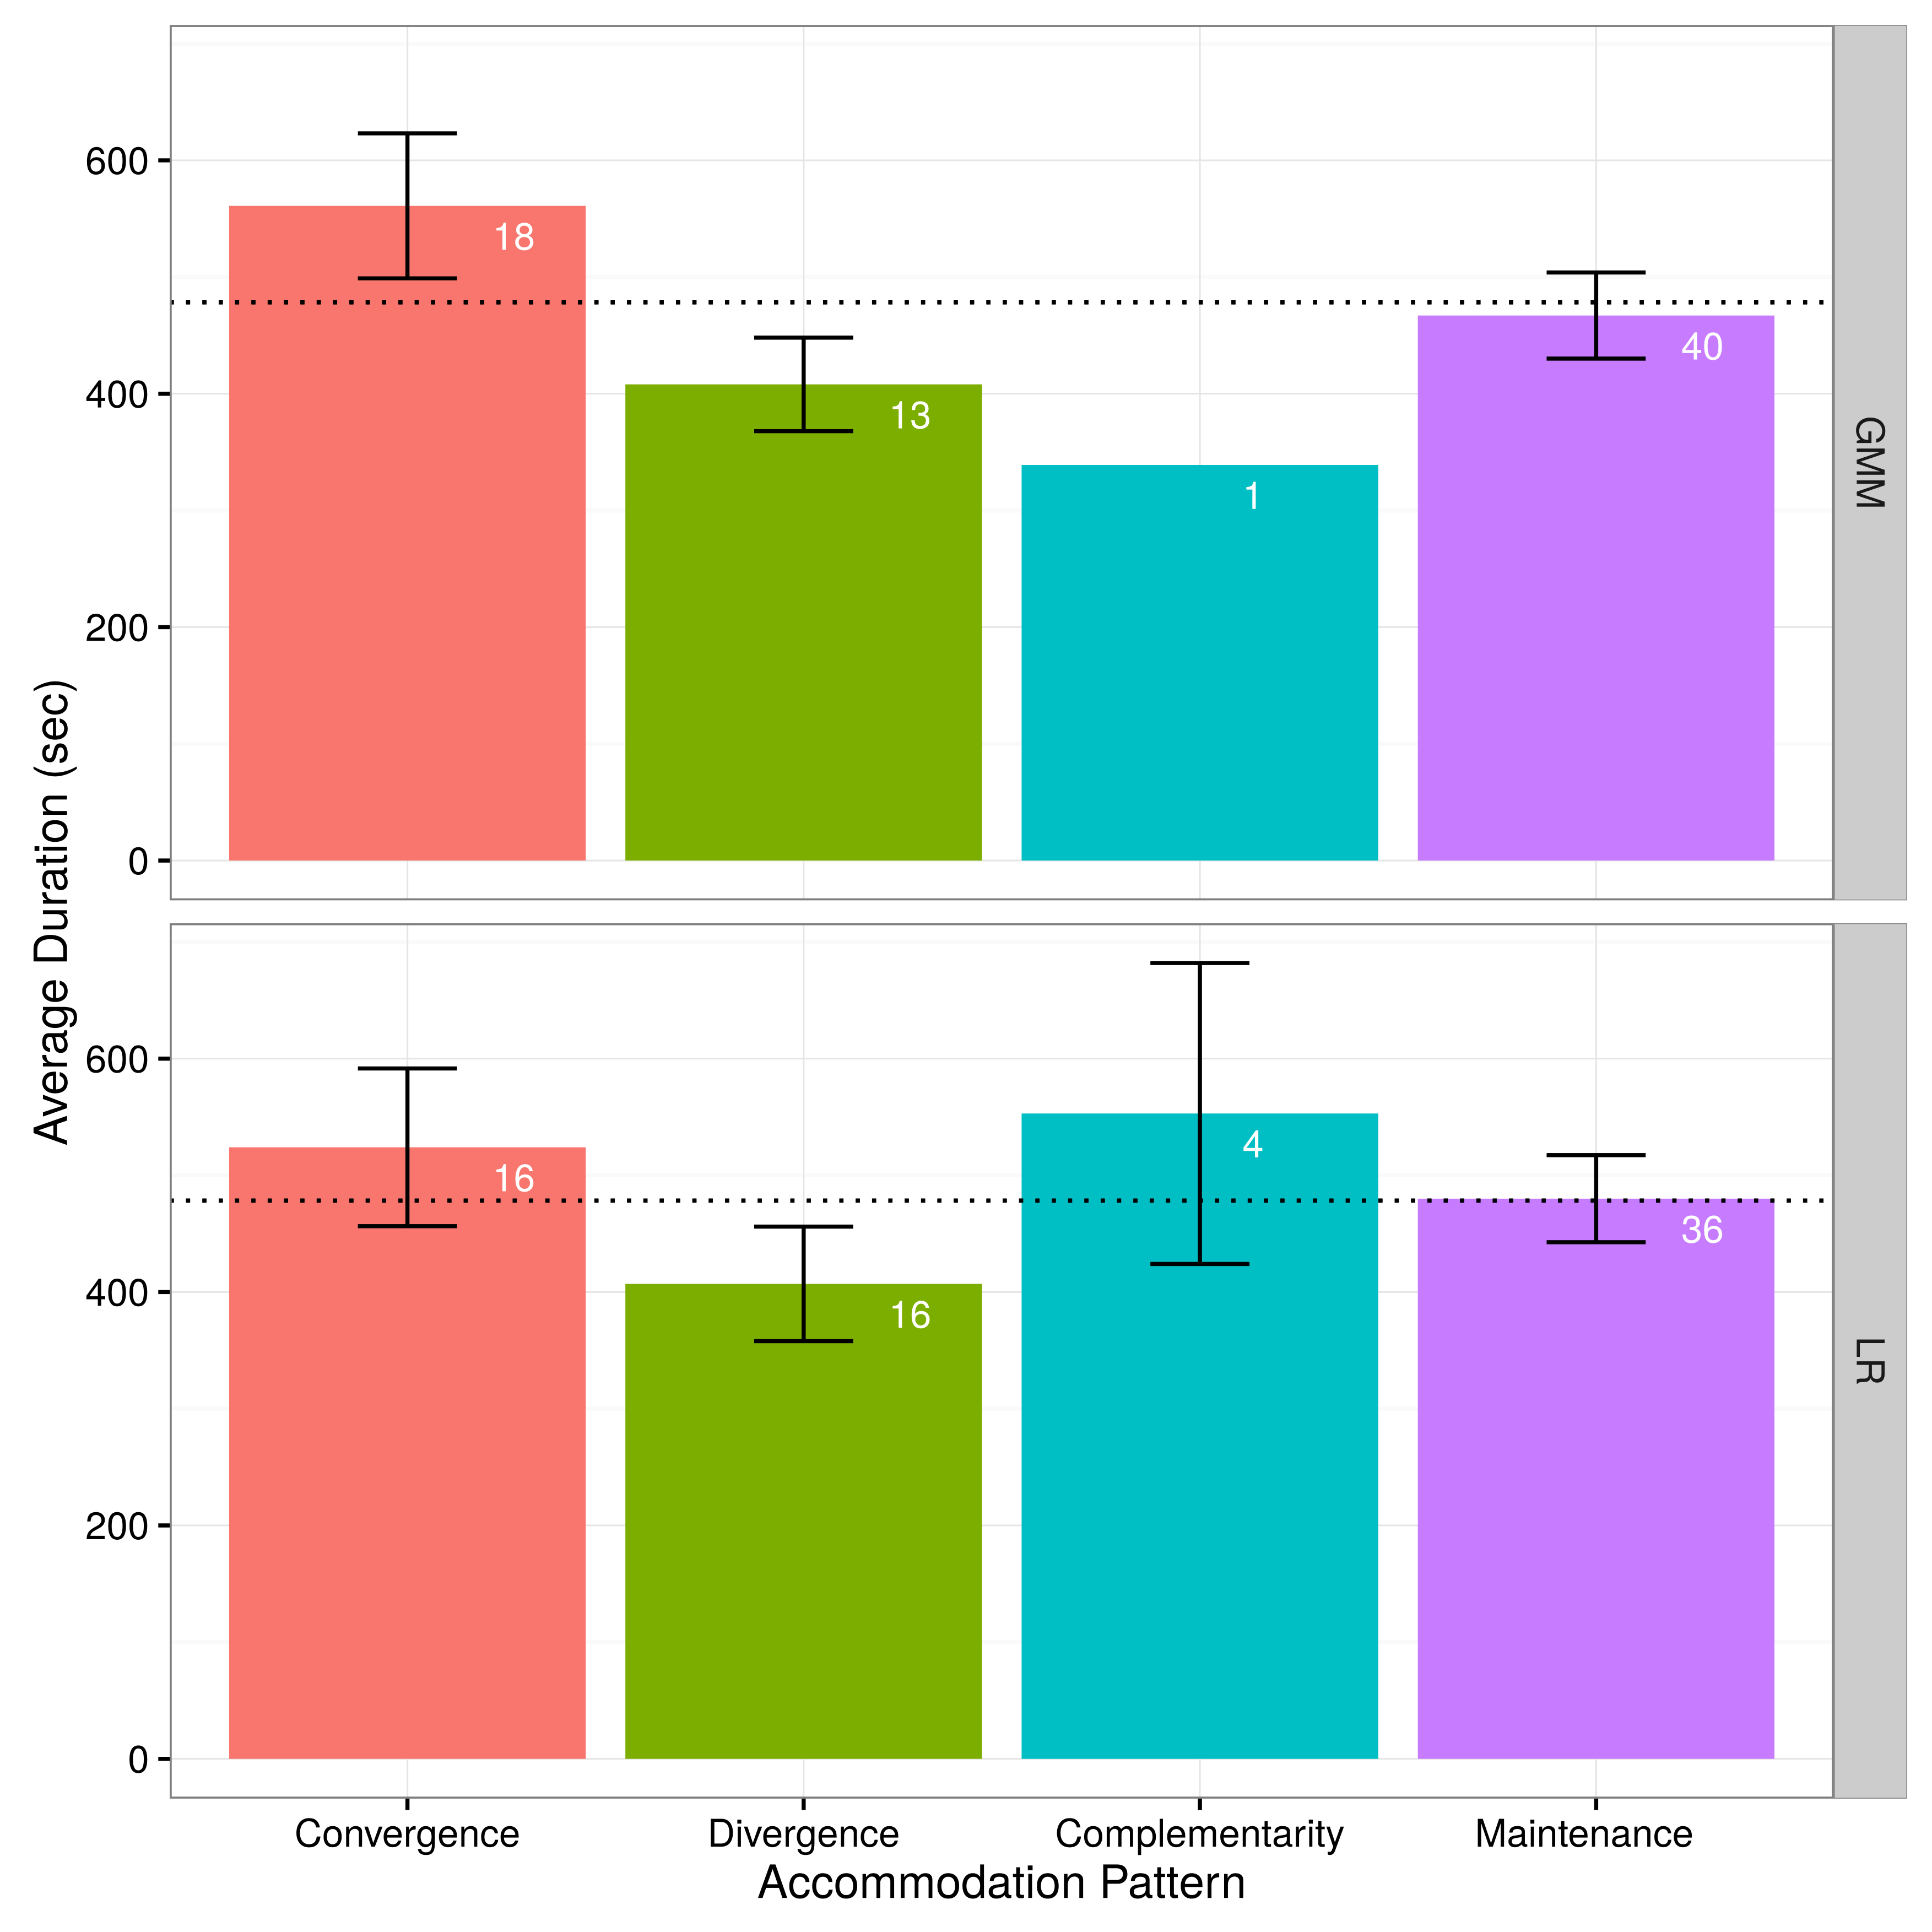 Average Duration (sec)
600
400
200
0
18
13
1
40
GMM
600
400
200
0
16
16
4
36
LR
Convergence
Divergence
Complementarity
Maintenance
Accommodation Pattern